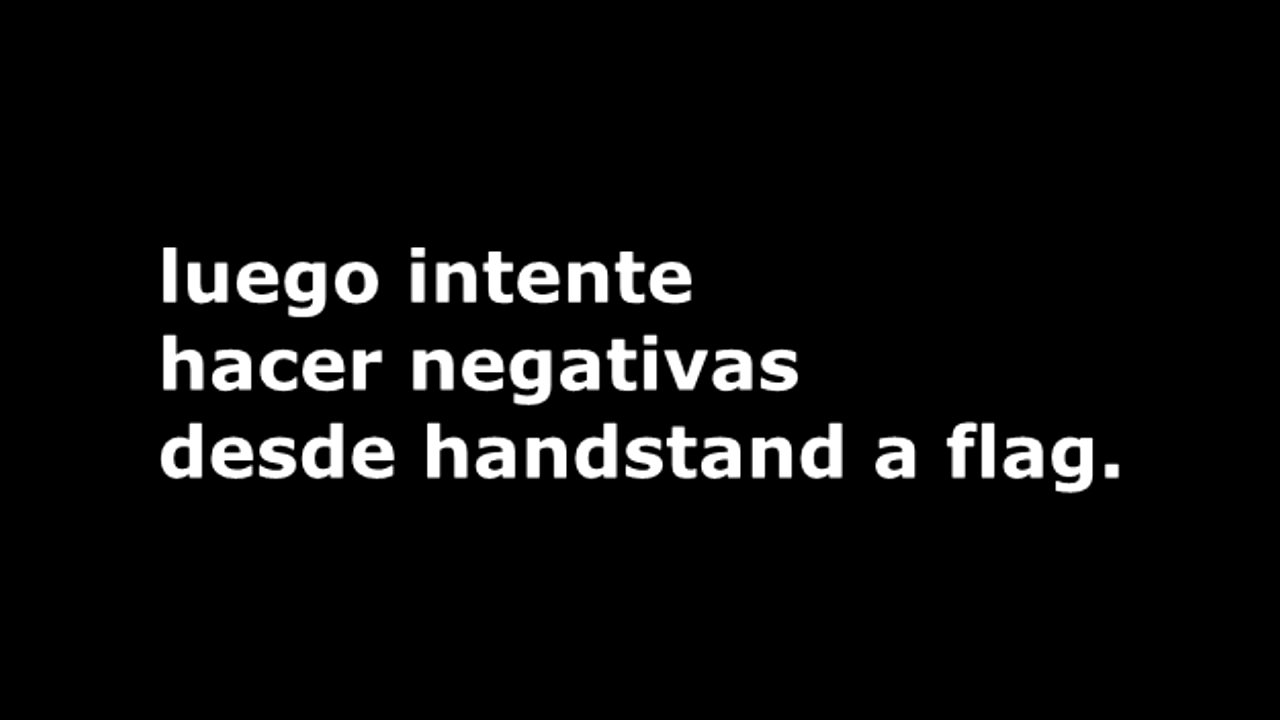 luego intente
hacer negativas
desde handstand a flag.